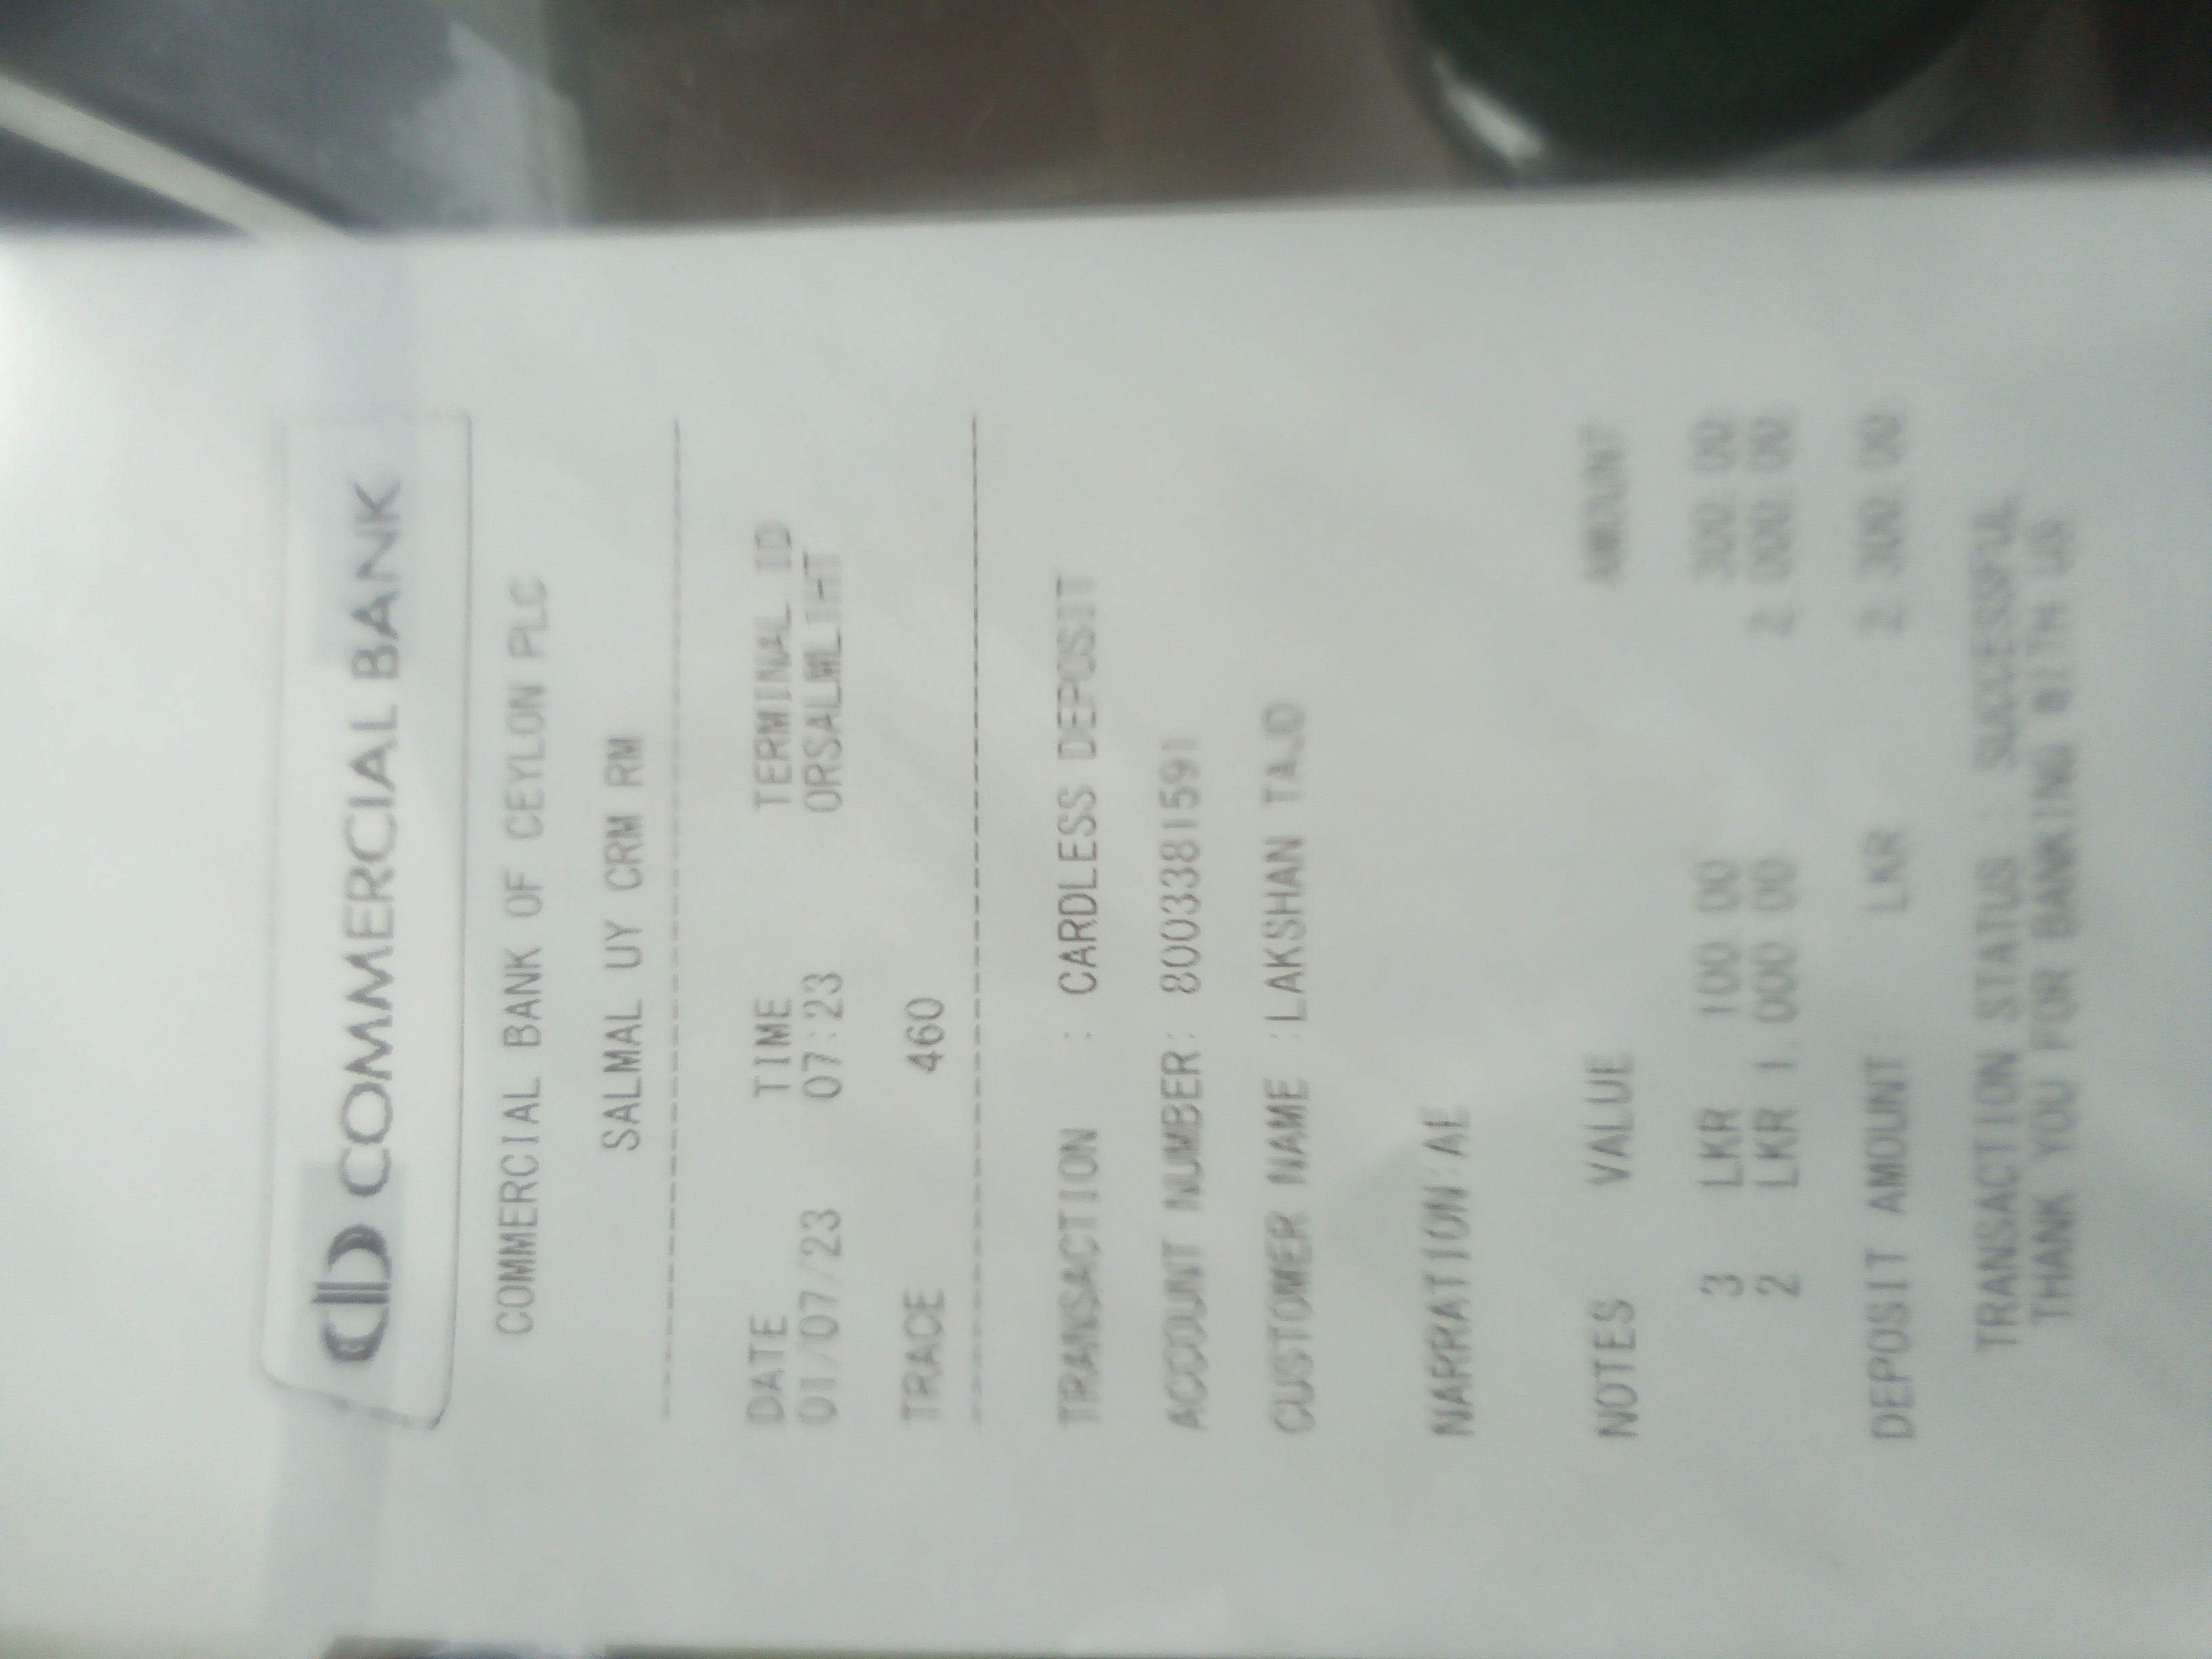 COMMERCIAL BANK
COMMERCIAL BANK OF CEYLON PLC
SALMAL UY CRM RM
DATE TIME TERMINAL ID
01/07/23 07:23 ORSALMLTHT
TRACE 460
TRANSACTION : CARDLESS DEPOSIT
ACCOUNT NUMBER: 8003381591
CUSTOMER NAME :LAKSHAN TAJD
NARRATION:AE
NOTES VALUE AMOUNT
3 LKR 100.00 300.00
2 LKR 1,000.00 2,000.00
DEPOSIT AMOUNT: LKR 2,300.00
TRANSACTION STATUS : SUCCESSFUL
THANK YOU FOR BANKING WITH US